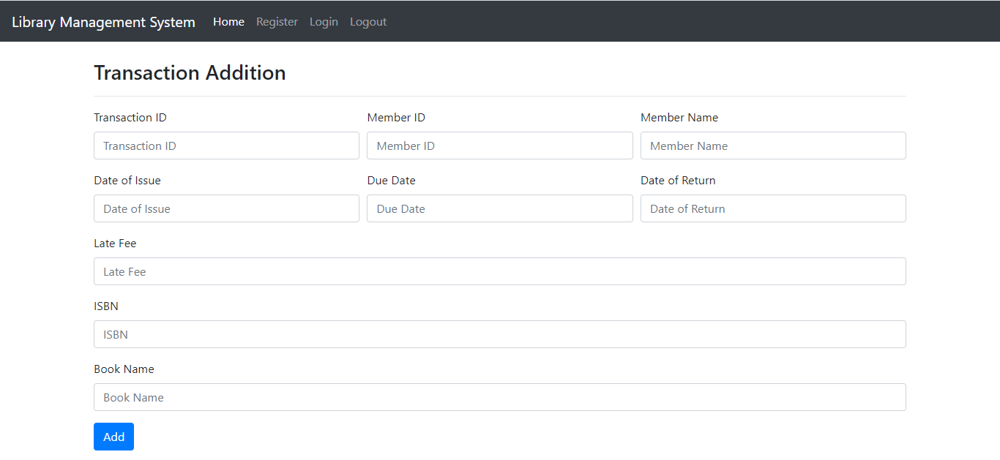 Library Management System Home Register Login Logout
Transaction Addition
Transaction ID Member ID Member Name
Transaction ID Member ID Member Name
Date of Issue Due Date Date of Return
Date of Issue Due Date Date of Return
Late Fee
Late Fee
ISBN
ISBN
Book Name
Book Name
Add